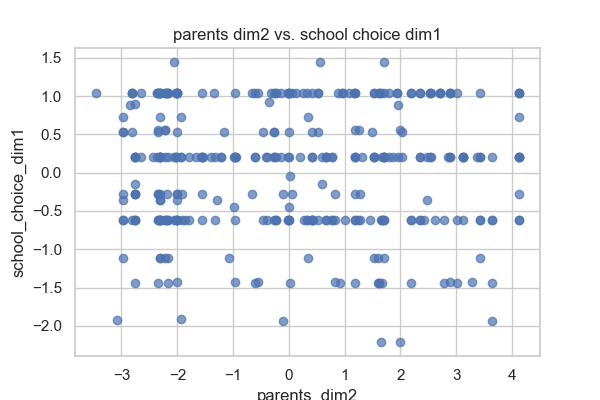 parents dim2 vs. school choice dim1
1.5
1.0
0.5
0.0
−0.5
−1.0
−1.5
−2.0
school_choice_dim1
−3 −2 −1 0 1 2 3 4
parents_dim2